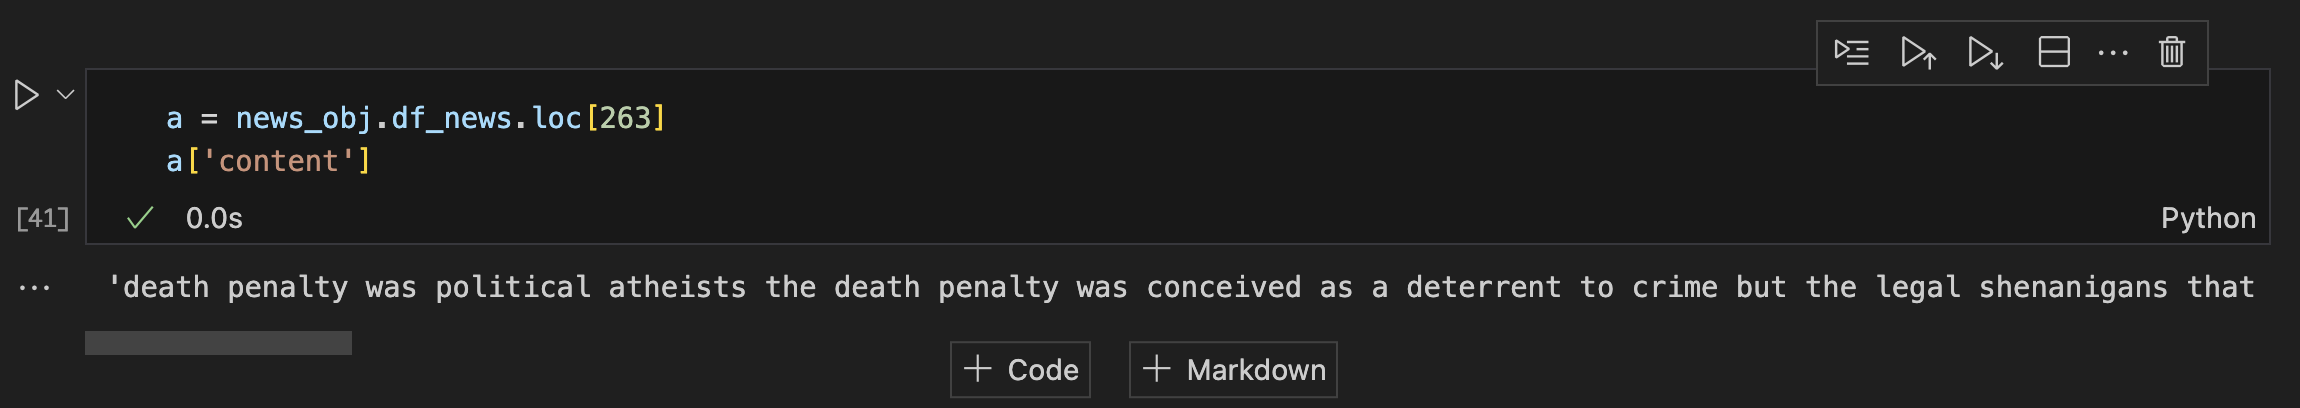 a = news_obj.df_news.loc[263]
a['content']
[41]
0.0s
Python
'death penalty was political atheists the death penalty was conceived as a deterrent to crime but the legal shenanigans that
Code
Markdown